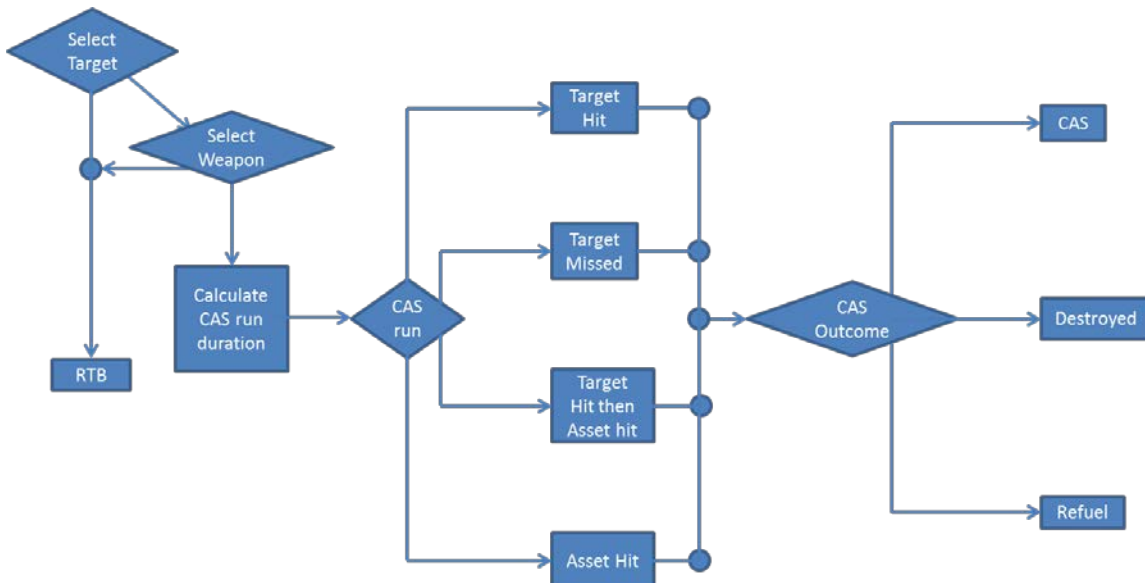 Select
Target
Select
Weapon
Calculate
CAS run
duration
RTB
CAS
run
Target
Hit
Target
Missed
Target
Hit then
Asset hit
Asset Hit
CAS
Outcome
CAS
Destroyed
Refuel